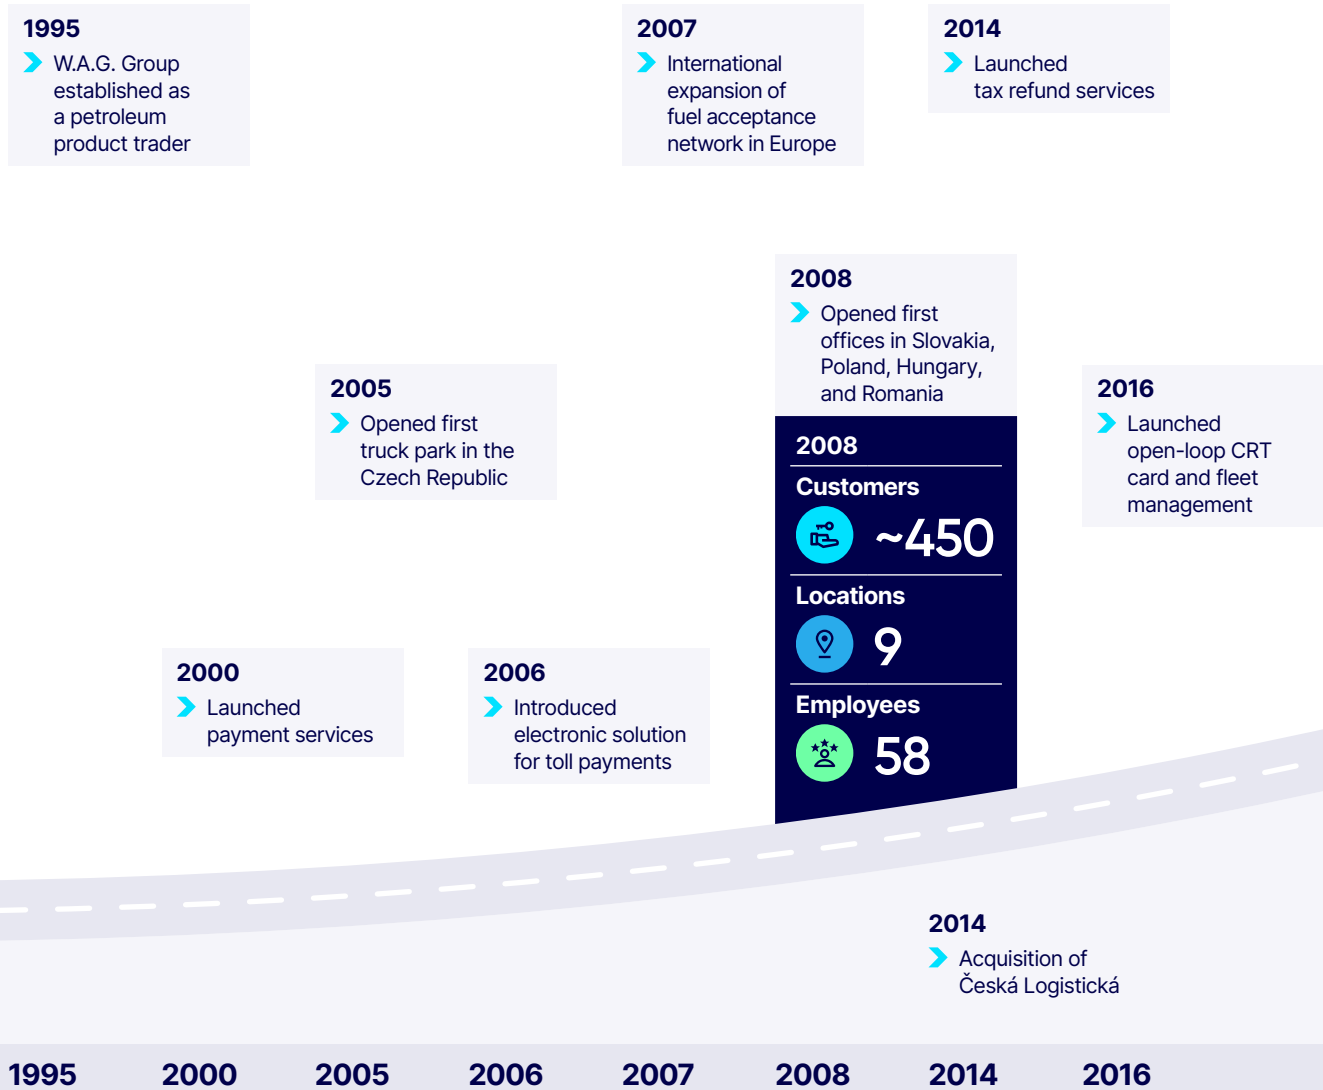 1995
W.A.G. Group
established as
a petroleum
product trader
2007
International
expansion of
fuel acceptance
network in Europe
2014
Launched
tax refund services
2008
Opened first
offices in Slovakia,
Poland, Hungary,
and Romania
2005
Opened first
truck park in the
Czech Republic
2016
Launched
open-loop CRT
card and fleet
management
2008
Customers
~450
Locations
9
Employees
58
2000
Launched
payment services
2006
Introduced
electronic solution
for toll payments
2014
Acquisition of
Česká Logistická
1995 2000 2005 2006 2007 2008 2014 2016